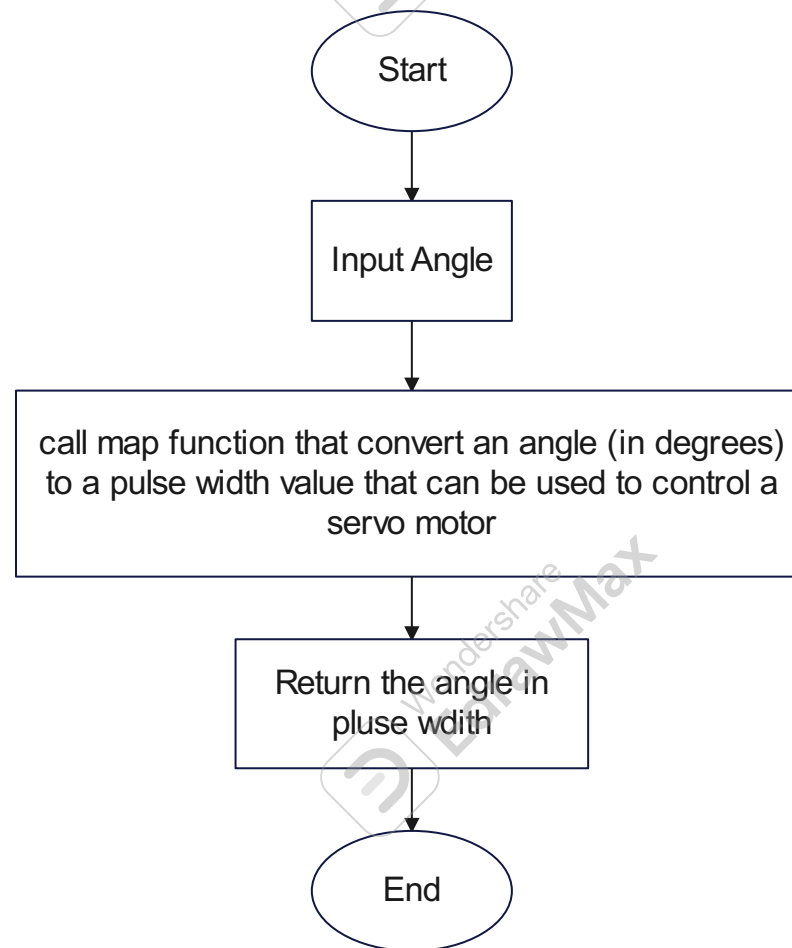 Start
Input Angle
call map function that convert an angle (in degrees)
to a pulse width value that can be used to control a
servo motor
Wondershare
EdrawMax
Return the angle in
pluse wdith
End